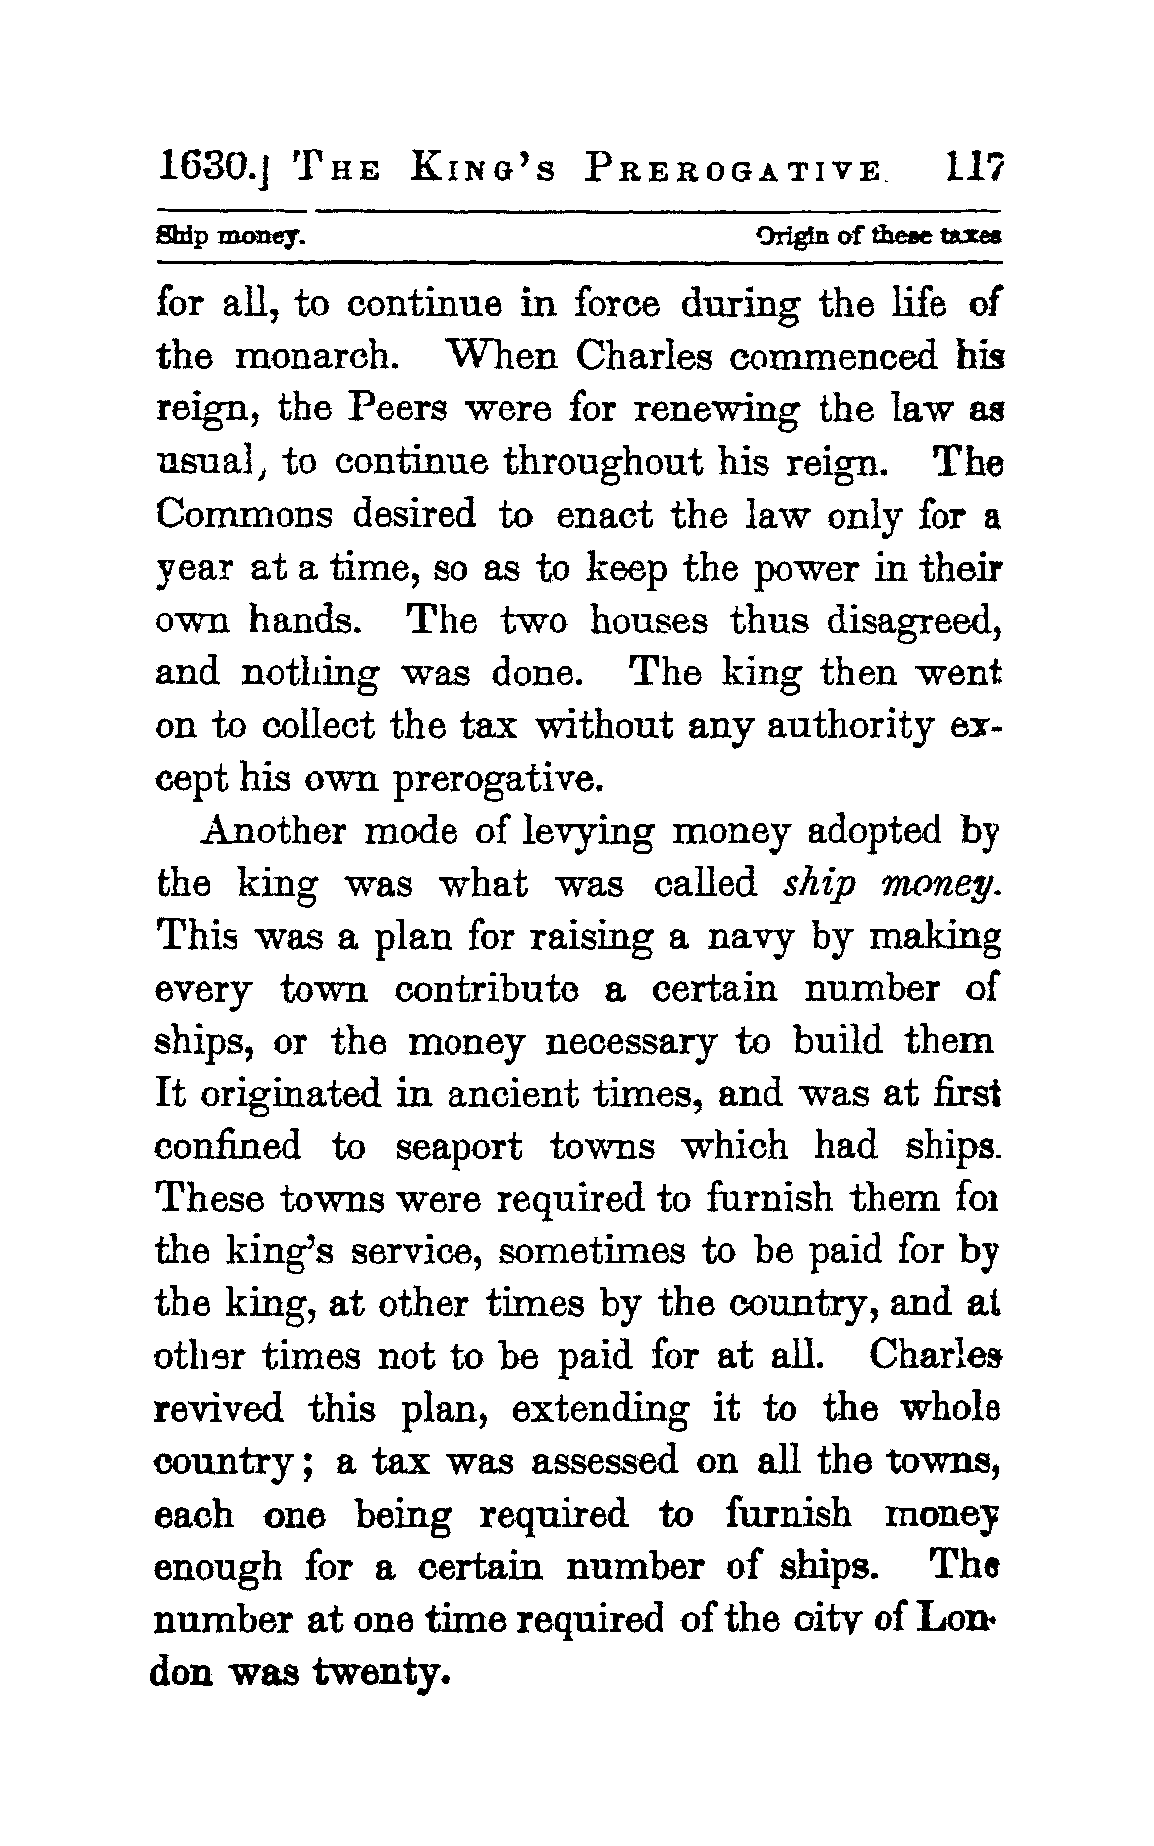 1630.] THE KING'S PREROGATIVE. 117
Ship money. Origin of these taxes
for all, to continue in force during the life of
the monarch. When Charles commenced his
reign, the Peers were for renewing the law as
usual, to continue throughout his reign. The
Commons desired to enact the law only for a
year at a time, so as to keep the power in their
own hands. The two houses thus disagreed,
and nothing was done. The king then went
on to collect the tax without any authority ex-
cept his own prerogative.
Another mode of levying money adopted by
the king was what was called ship money.
This was a plan for raising a navy by making
every town contribute a certain number of
ships, or the money necessary to build them
It originated in ancient times, and was at first
confined to seaport towns which had ships.
These towns were required to furnish them for
the king's service, sometimes to be paid for by
the king, at other times by the country, and at
other times not to be paid for at all. Charles
revived this plan, extending it to the whole
country; a tax was assessed on all the towns,
each one being required to furnish money
enough for a certain number of ships. The
number at one time required of the city of Lon-
don was twenty.